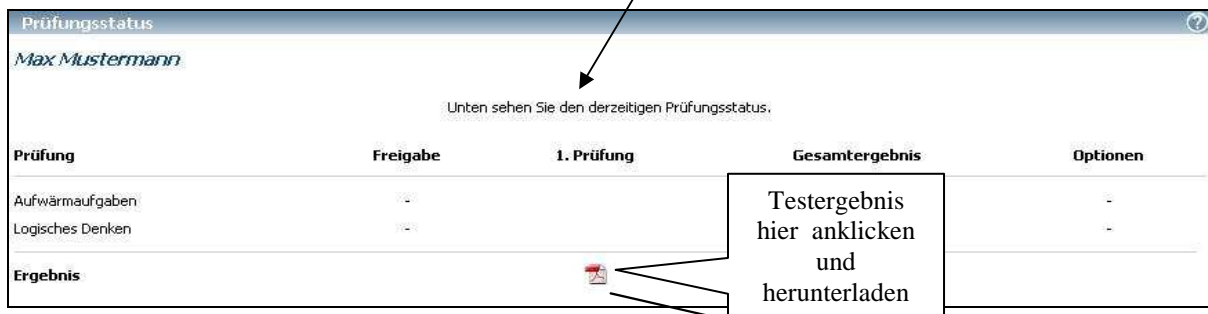 Prüfungsstatus
?
Max Mustermann
Unten sehen Sie den derzeitigen Prüfungsstatus.
Prüfung Freigabe 1. Prüfung Gesamtergebnis Optionen
Aufwärmaufgaben - -
Logisches Denken - -
Ergebnis
Testergebnis
hier anklicken
und
herunterladen